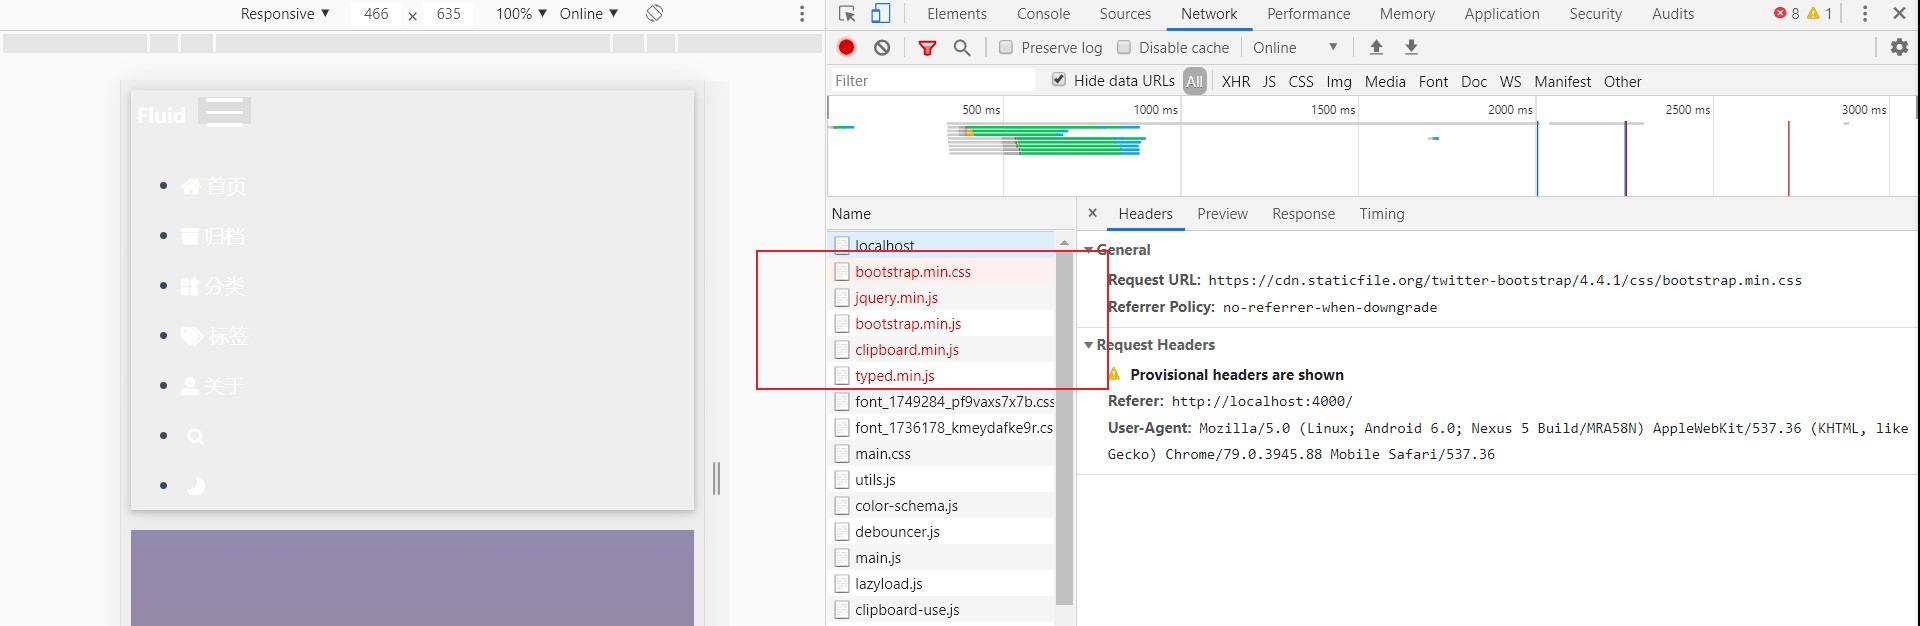 Responsive ▼ 466 × 635 100% ▼ Online ▼
Elements Console Sources Network Performance Memory Application Security Audits 8 1
Preserve log Disable cache Online ▼
Filter Hide data URLs All XHR JS CSS Img Media Font Doc WS Manifest Other
500 ms 1000 ms 1500 ms 2000 ms 2500 ms 3000 ms
Fluid
首页
归档
分类
标签
关于
Name
localhost
bootstrap.min.css
jquery.min.js
bootstrap.min.js
clipboard.min.js
typed.min.js
font_1749284_pf9vaxs7x7b.css
font_1736178_kmeydafke9r.cs
main.css
utils.js
color-schema.js
debouncer.js
main.js
lazyload.js
clipboard-use.js
× Headers Preview Response Timing
General
Request URL: https://cdn.staticfile.org/twitter-bootstrap/4.4.1/css/bootstrap.min.css
Referrer Policy: no-referrer-when-downgrade
Request Headers
Provisional headers are shown
Referer: http://localhost:4000/
User-Agent: Mozilla/5.0 (Linux; Android 6.0; Nexus 5 Build/MRA58N) AppleWebKit/537.36 (KHTML, like
Gecko) Chrome/79.0.3945.88 Mobile Safari/537.36